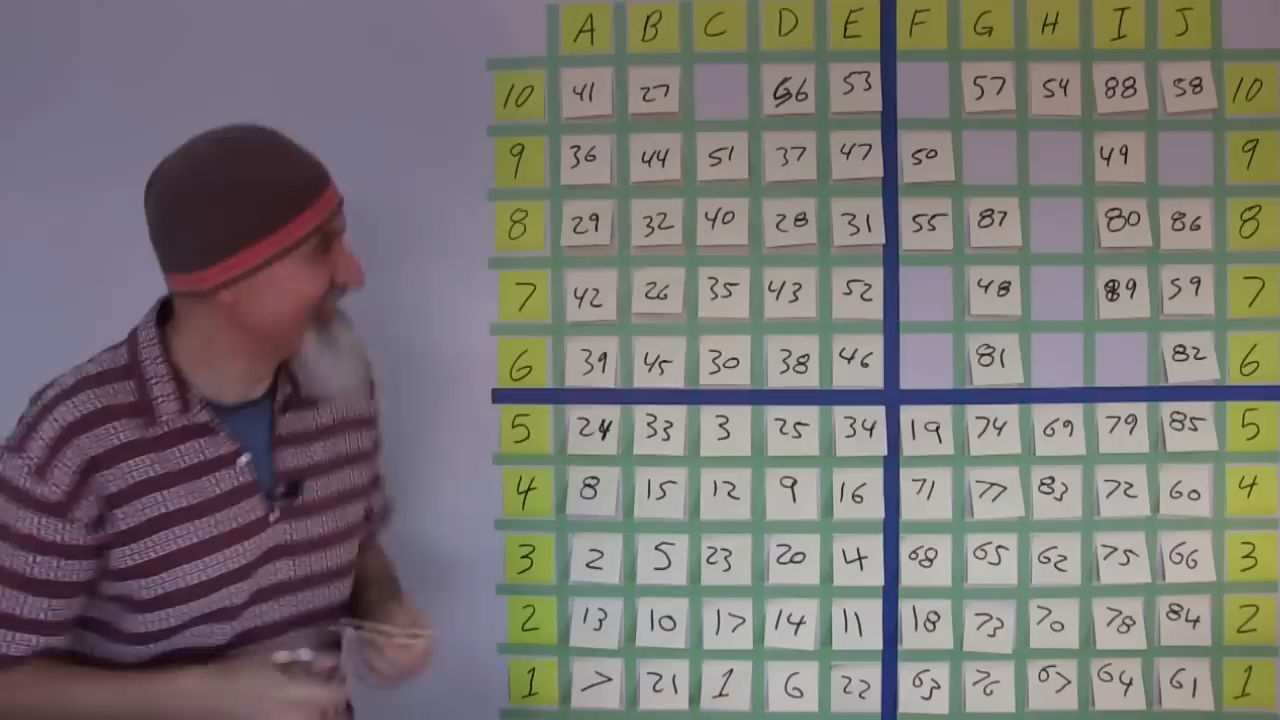 A B C D E F G H I J
10 41 27 66 53 57 54 88 58 10
9 36 44 51 37 47 50 49 9
8 29 32 40 28 31 55 87 80 86 8
7 42 26 35 43 52 48 89 59 7
6 39 45 30 38 46 81 82 6
5 24 33 3 25 34 19 74 69 79 85 5
4 8 15 12 9 16 71 77 83 72 60 4
3 2 5 23 20 4 68 65 62 75 66 3
2 13 10 17 14 11 18 73 70 78 84 2
1 7 21 1 6 22 63 76 67 64 61 1